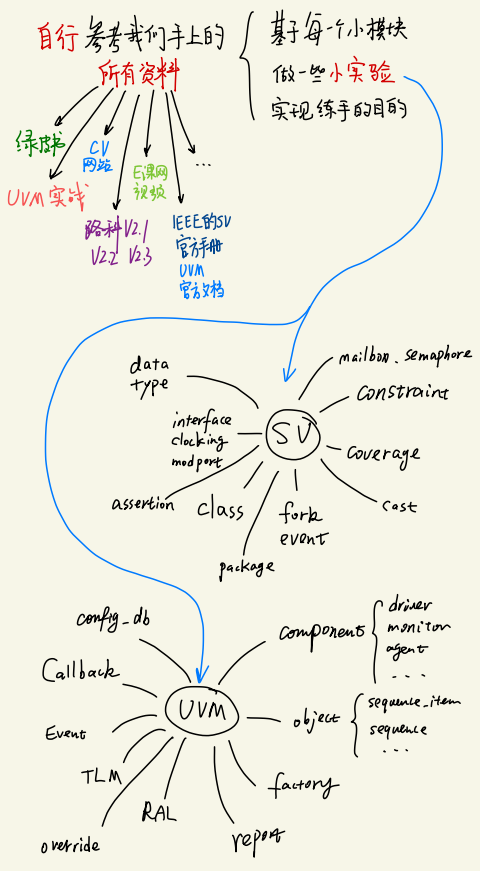 自行参考我们手上的
所有资料
基于每一个小模块
做一些小实验
实现练手的目的
绿皮书
UVM 实战
CV
网站
路科 V2.1
V2.2 V2.3
E课网
视频
IEEE的SV
官方手册
UVM
官方文档
...
SV
data
type
interface
clocking
modport
assertion
class
package
fork
event
cast
coverage
constraint
mailbox、semaphore
UVM
config_db
Callback
Event
TLM
override
RAL
report
factory
object
sequence_item
sequence
...
component
driver
monitor
agent
...